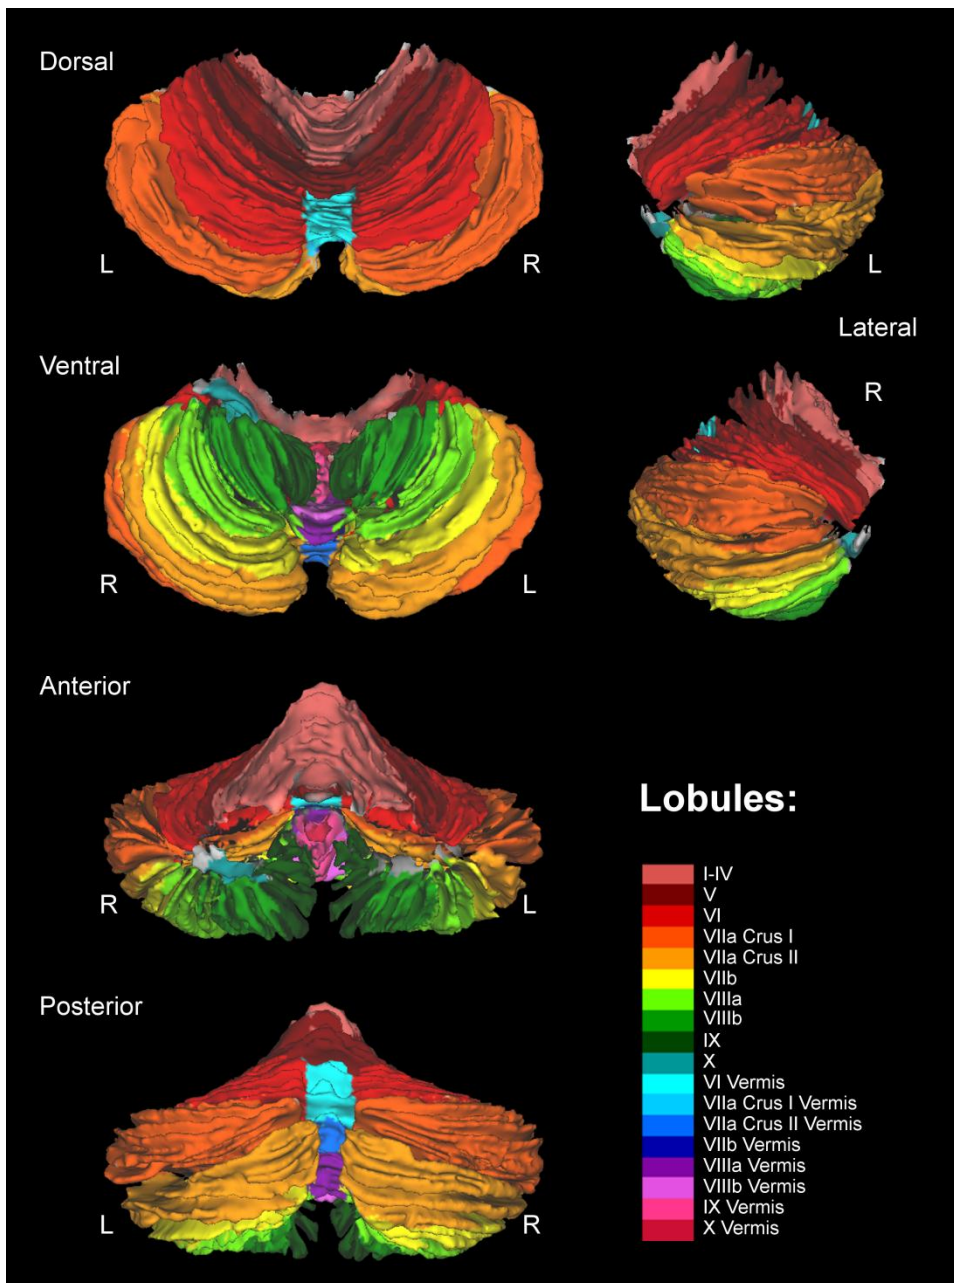 Dorsal
L
R
L
Lateral
Ventral
R
R
L
Anterior
R
L
Posterior
L
R
Lobules:
I-IV
V
VI
VIIa Crus I
VIIa Crus II
VIIb
VIIIa
VIIIb
IX
X
VI Vermis
VIIa Crus I Vermis
VIIa Crus II Vermis
VIIb Vermis
VIIIa Vermis
VIIIb Vermis
IX Vermis
X Vermis